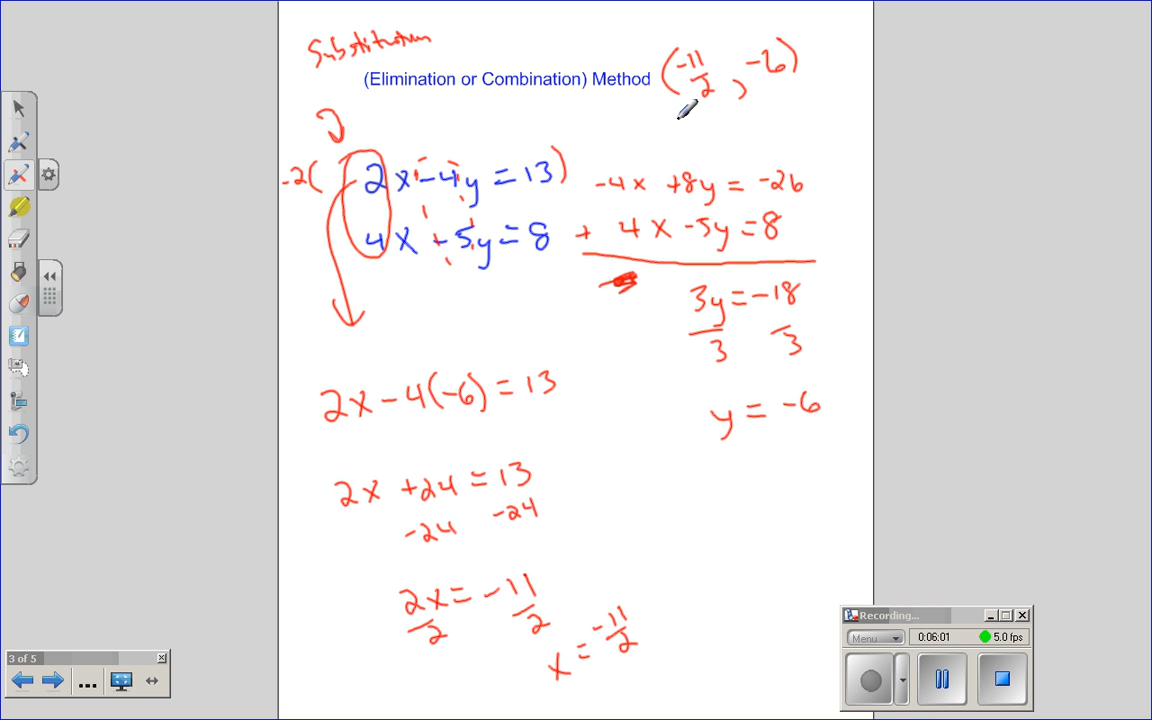 Substitution
(Elimination or Combination) Method
(-11/2, -6)
-2(2x - 4y = 13)
4x - 5y = 8
-4x + 8y = -26
+ 4x - 5y = 8
3y = -18
3 3
y = -6
2x - 4(-6) = 13
2x + 24 = 13
-24 -24
2x = -11
2 2
x = -11/2
3 of 5
...
Recording...
Menu
0:06:01
5.0 fps